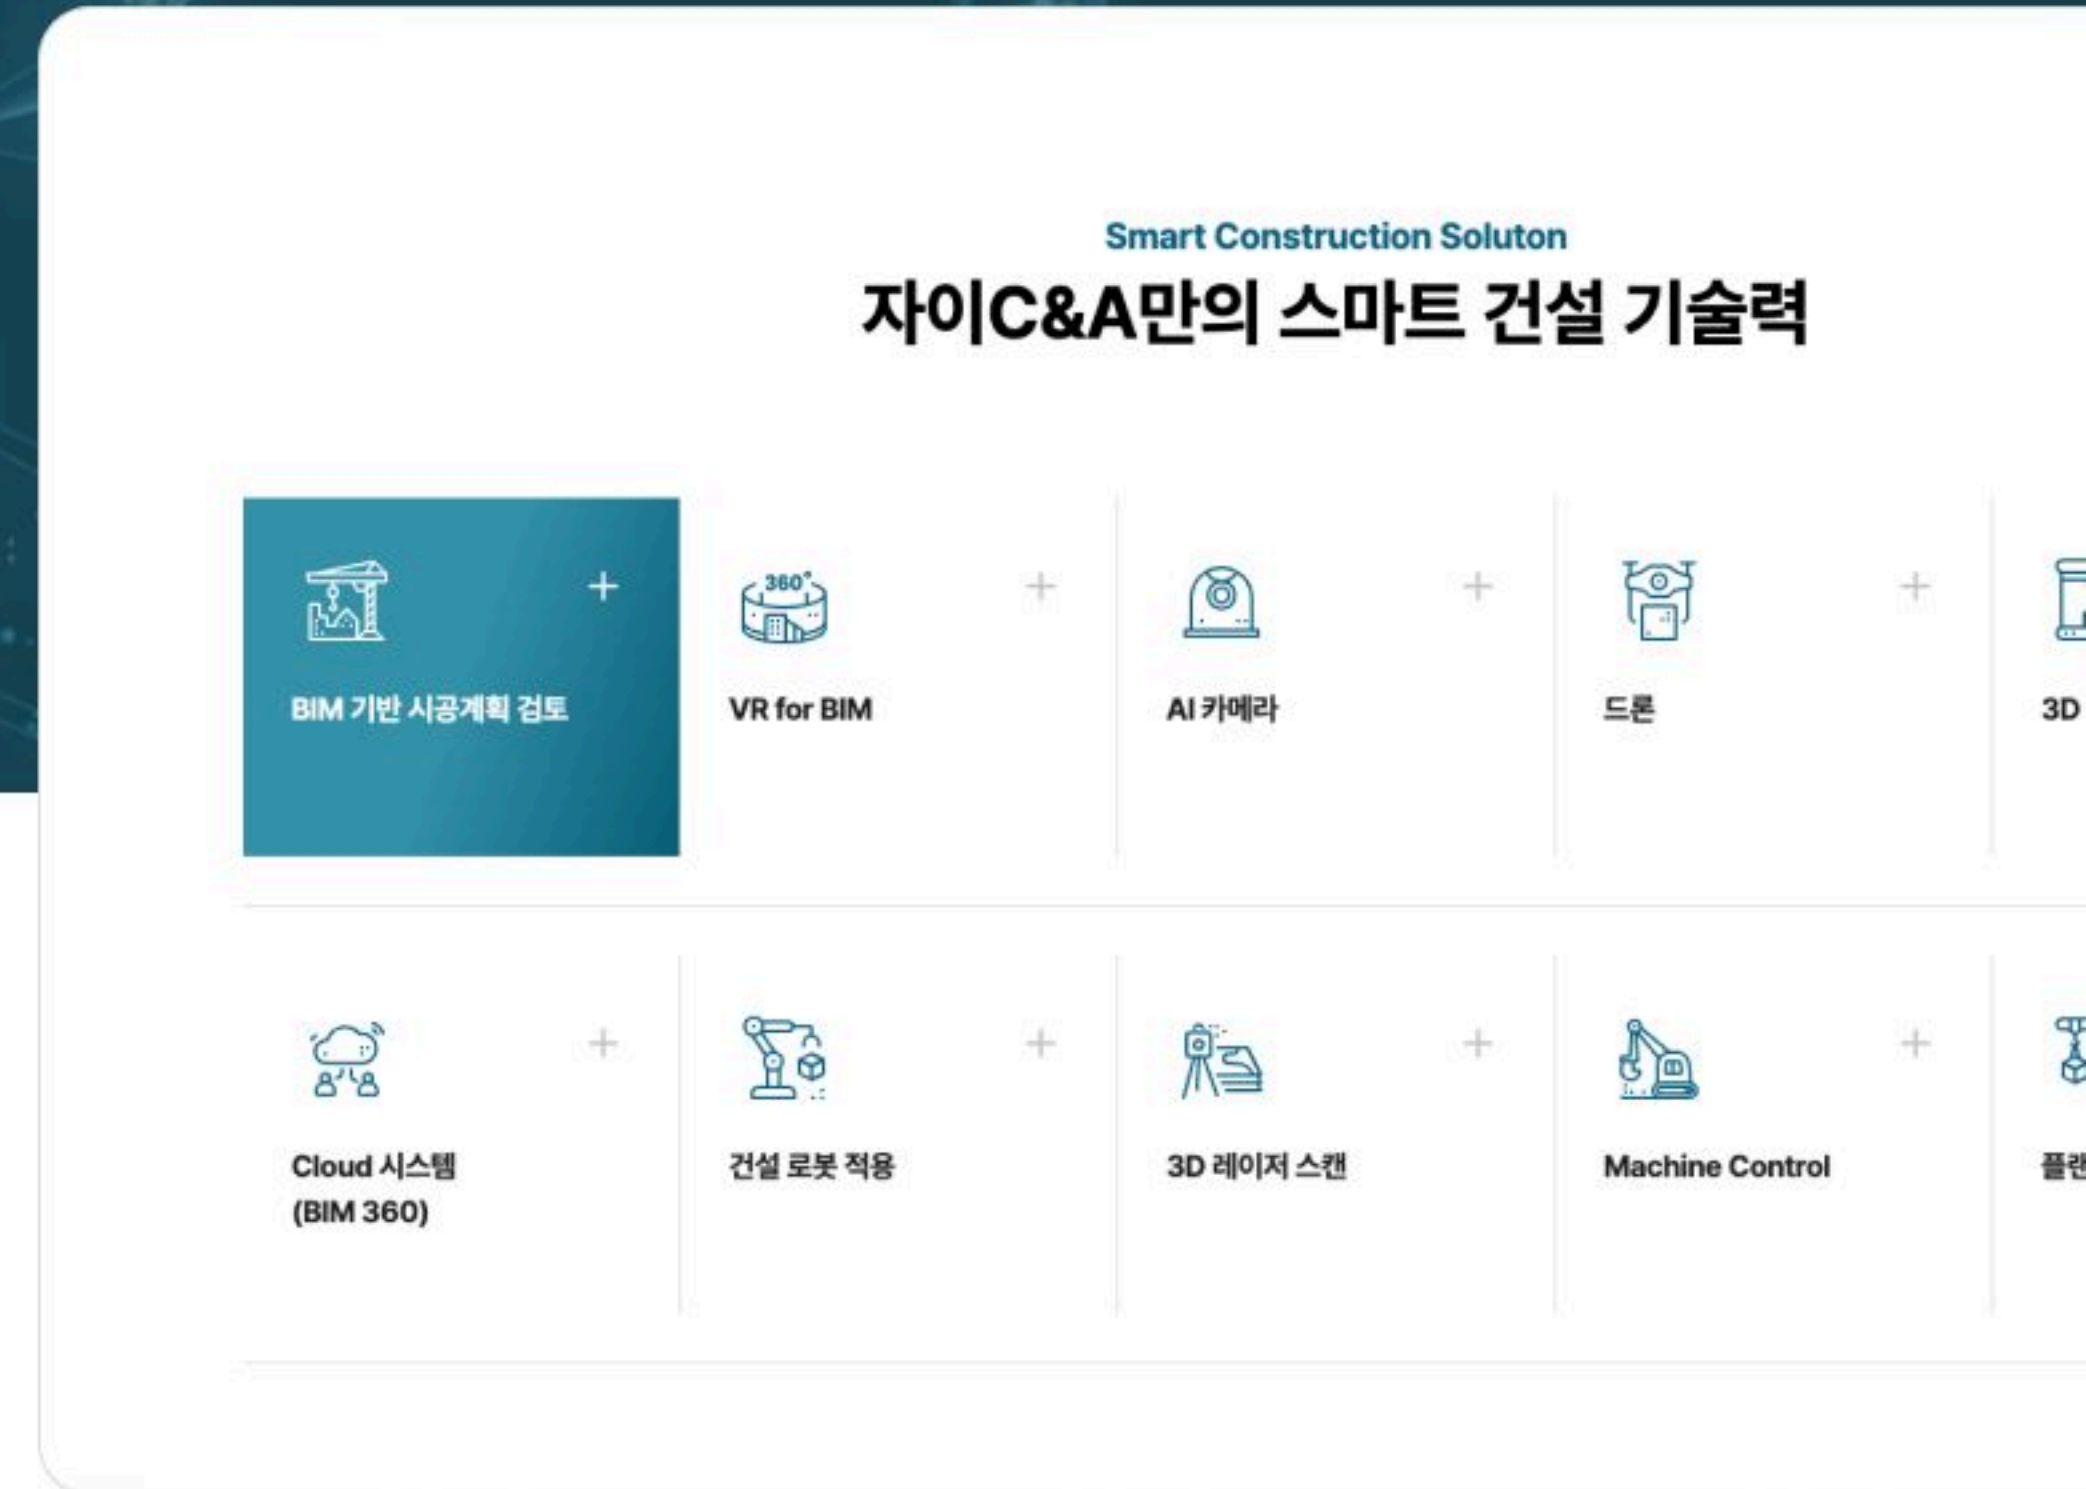 Smart Construction Soluton
자이C&A만의 스마트 건설 기술력
360°
BIM 기반 시공계획 검토
VR for BIM
AI 카메라
드론
3D
Cloud 시스템
(BIM 360)
건설 로봇 적용
3D 레이저 스캔
Machine Control